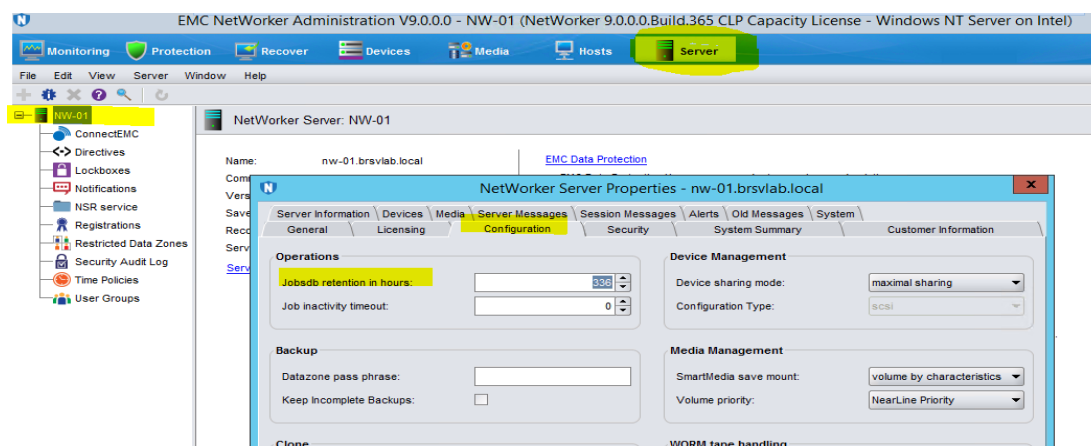 EMC NetWorker Administration V9.0.0.0 - NW-01 (NetWorker 9.0.0.0.Build.365 CLP Capacity License - Windows NT Server on Intel)
Monitoring Protection Recover Devices Media Hosts Server
File Edit View Server Window Help
NW-01
ConnectEMC
Directives
Lockboxes
Notifications
NSR service
Registrations
Restricted Data Zones
Security Audit Log
Time Policies
User Groups
NetWorker Server: NW-01
Name: nw-01.brsvlab.local EMC Data Protection
Com
Vers
Save
Reco
Serv
Serv
NetWorker Server Properties - nw-01.brsvlab.local x
Server Information Devices Media Server Messages Session Messages Alerts Old Messages System
General Licensing Configuration Security System Summary Customer Information
Operations
Jobsdb retention in hours: 336
Job inactivity timeout: 0
Backup
Datazone pass phrase:
Keep Incomplete Backups:
Clone
Device Management
Device sharing mode: maximal sharing
Configuration Type: scsi
Media Management
SmartMedia save mount: volume by characteristics
Volume priority: NearLine Priority
WORM tape handling